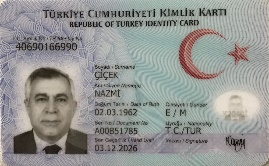 TÜRKİYE CUMHURİYETİ KİMLİK KARTI
REPUBLIC OF TURKEY IDENTITY CARD
40690166990
Soyadı / Surname
ÇİÇEK
NAZMİ
Doğum Tarihi / Date of Birth
02.03.1962
E / M
A00851785
T.C./TUR
03.12.2026